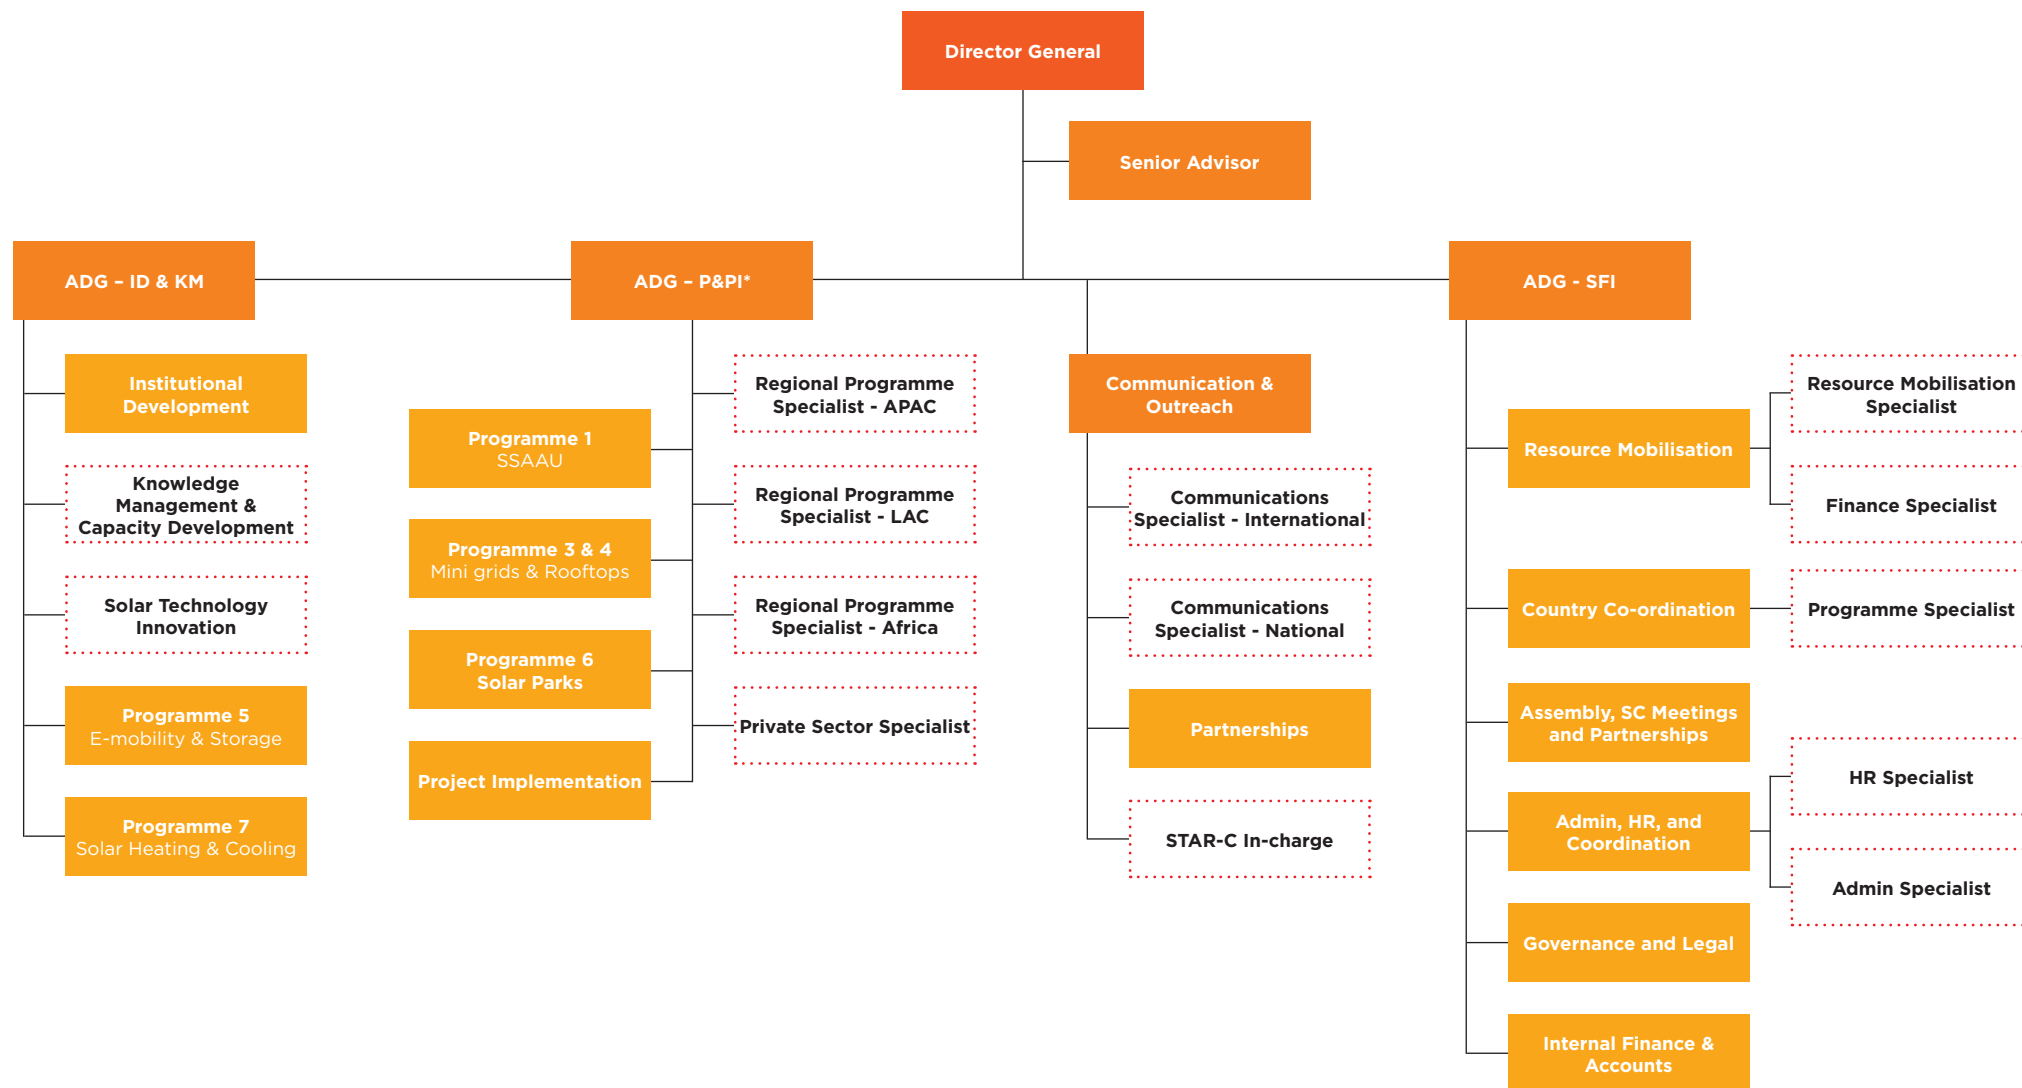 Director General
Senior Advisor
ADG – ID & KM
ADG – P&PI*
ADG - SFI
Institutional
Development
Knowledge
Management &
Capacity Development
Solar Technology
Innovation
Programme 5
E-mobility & Storage
Programme 7
Solar Heating & Cooling
Programme 1
SSAAU
Programme 3 & 4
Mini grids & Rooftops
Programme 6
Solar Parks
Project Implementation
Regional Programme
Specialist - APAC
Regional Programme
Specialist - LAC
Regional Programme
Specialist - Africa
Private Sector Specialist
Communication &
Outreach
Communications
Specialist - International
Communications
Specialist - National
Partnerships
STAR-C In-charge
Resource Mobilisation
Resource Mobilisation
Specialist
Finance Specialist
Country Co-ordination
Programme Specialist
Assembly, SC Meetings
and Partnerships
Admin, HR, and
Coordination
HR Specialist
Admin Specialist
Governance and Legal
Internal Finance &
Accounts